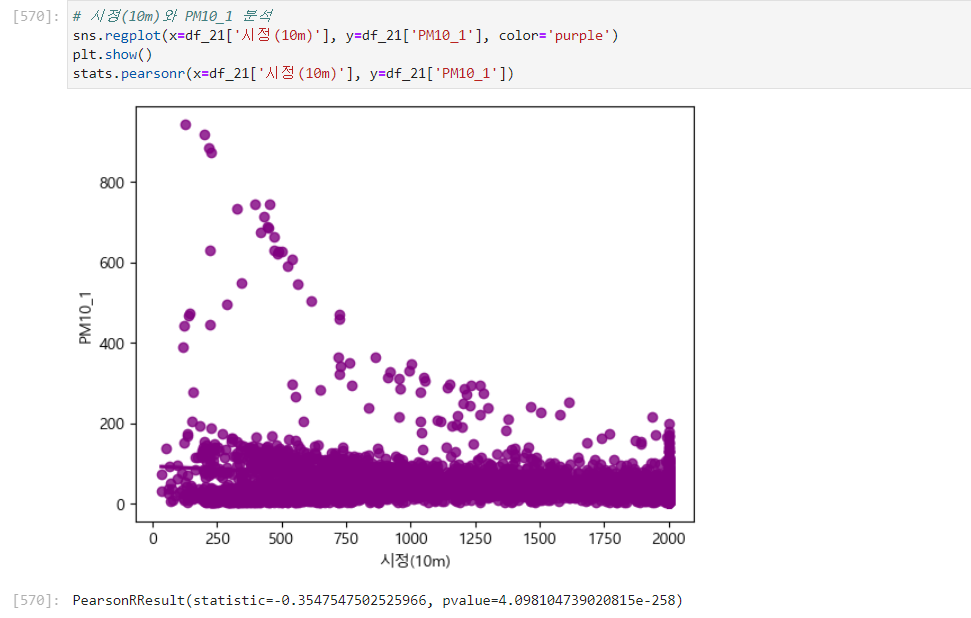 [570]: # 시정(10m)와 PM10_1 분석
sns.regplot(x=df_21['시정(10m)'], y=df_21['PM10_1'], color='purple')
plt.show()
stats.pearsonr(x=df_21['시정(10m)'], y=df_21['PM10_1'])
800
600
400
200
0
PM10_1
0 250 500 750 1000 1250 1500 1750 2000
시정(10m)
[570]: PearsonRResult(statistic=-0.3547547502525966, pvalue=4.098104739020815e-258)